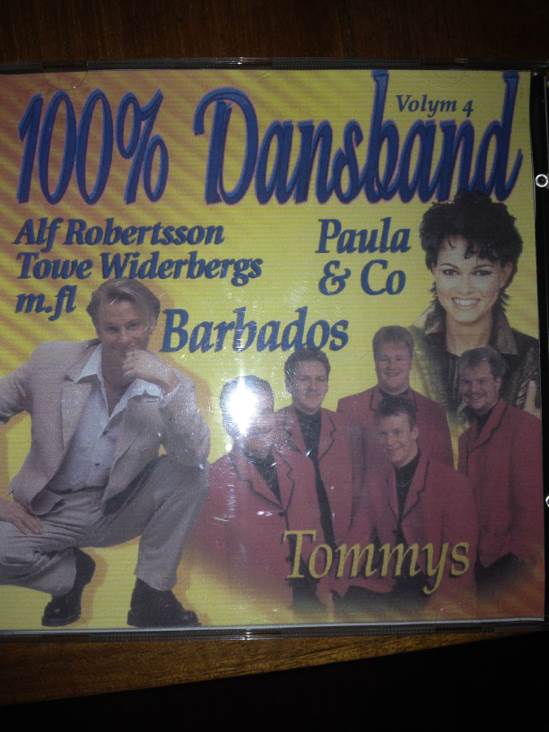 Volym 4
100% Dansband
Alf Robertsson
Towe Widerbergs
m.fl
Paula
& Co
Barbados
Tommys